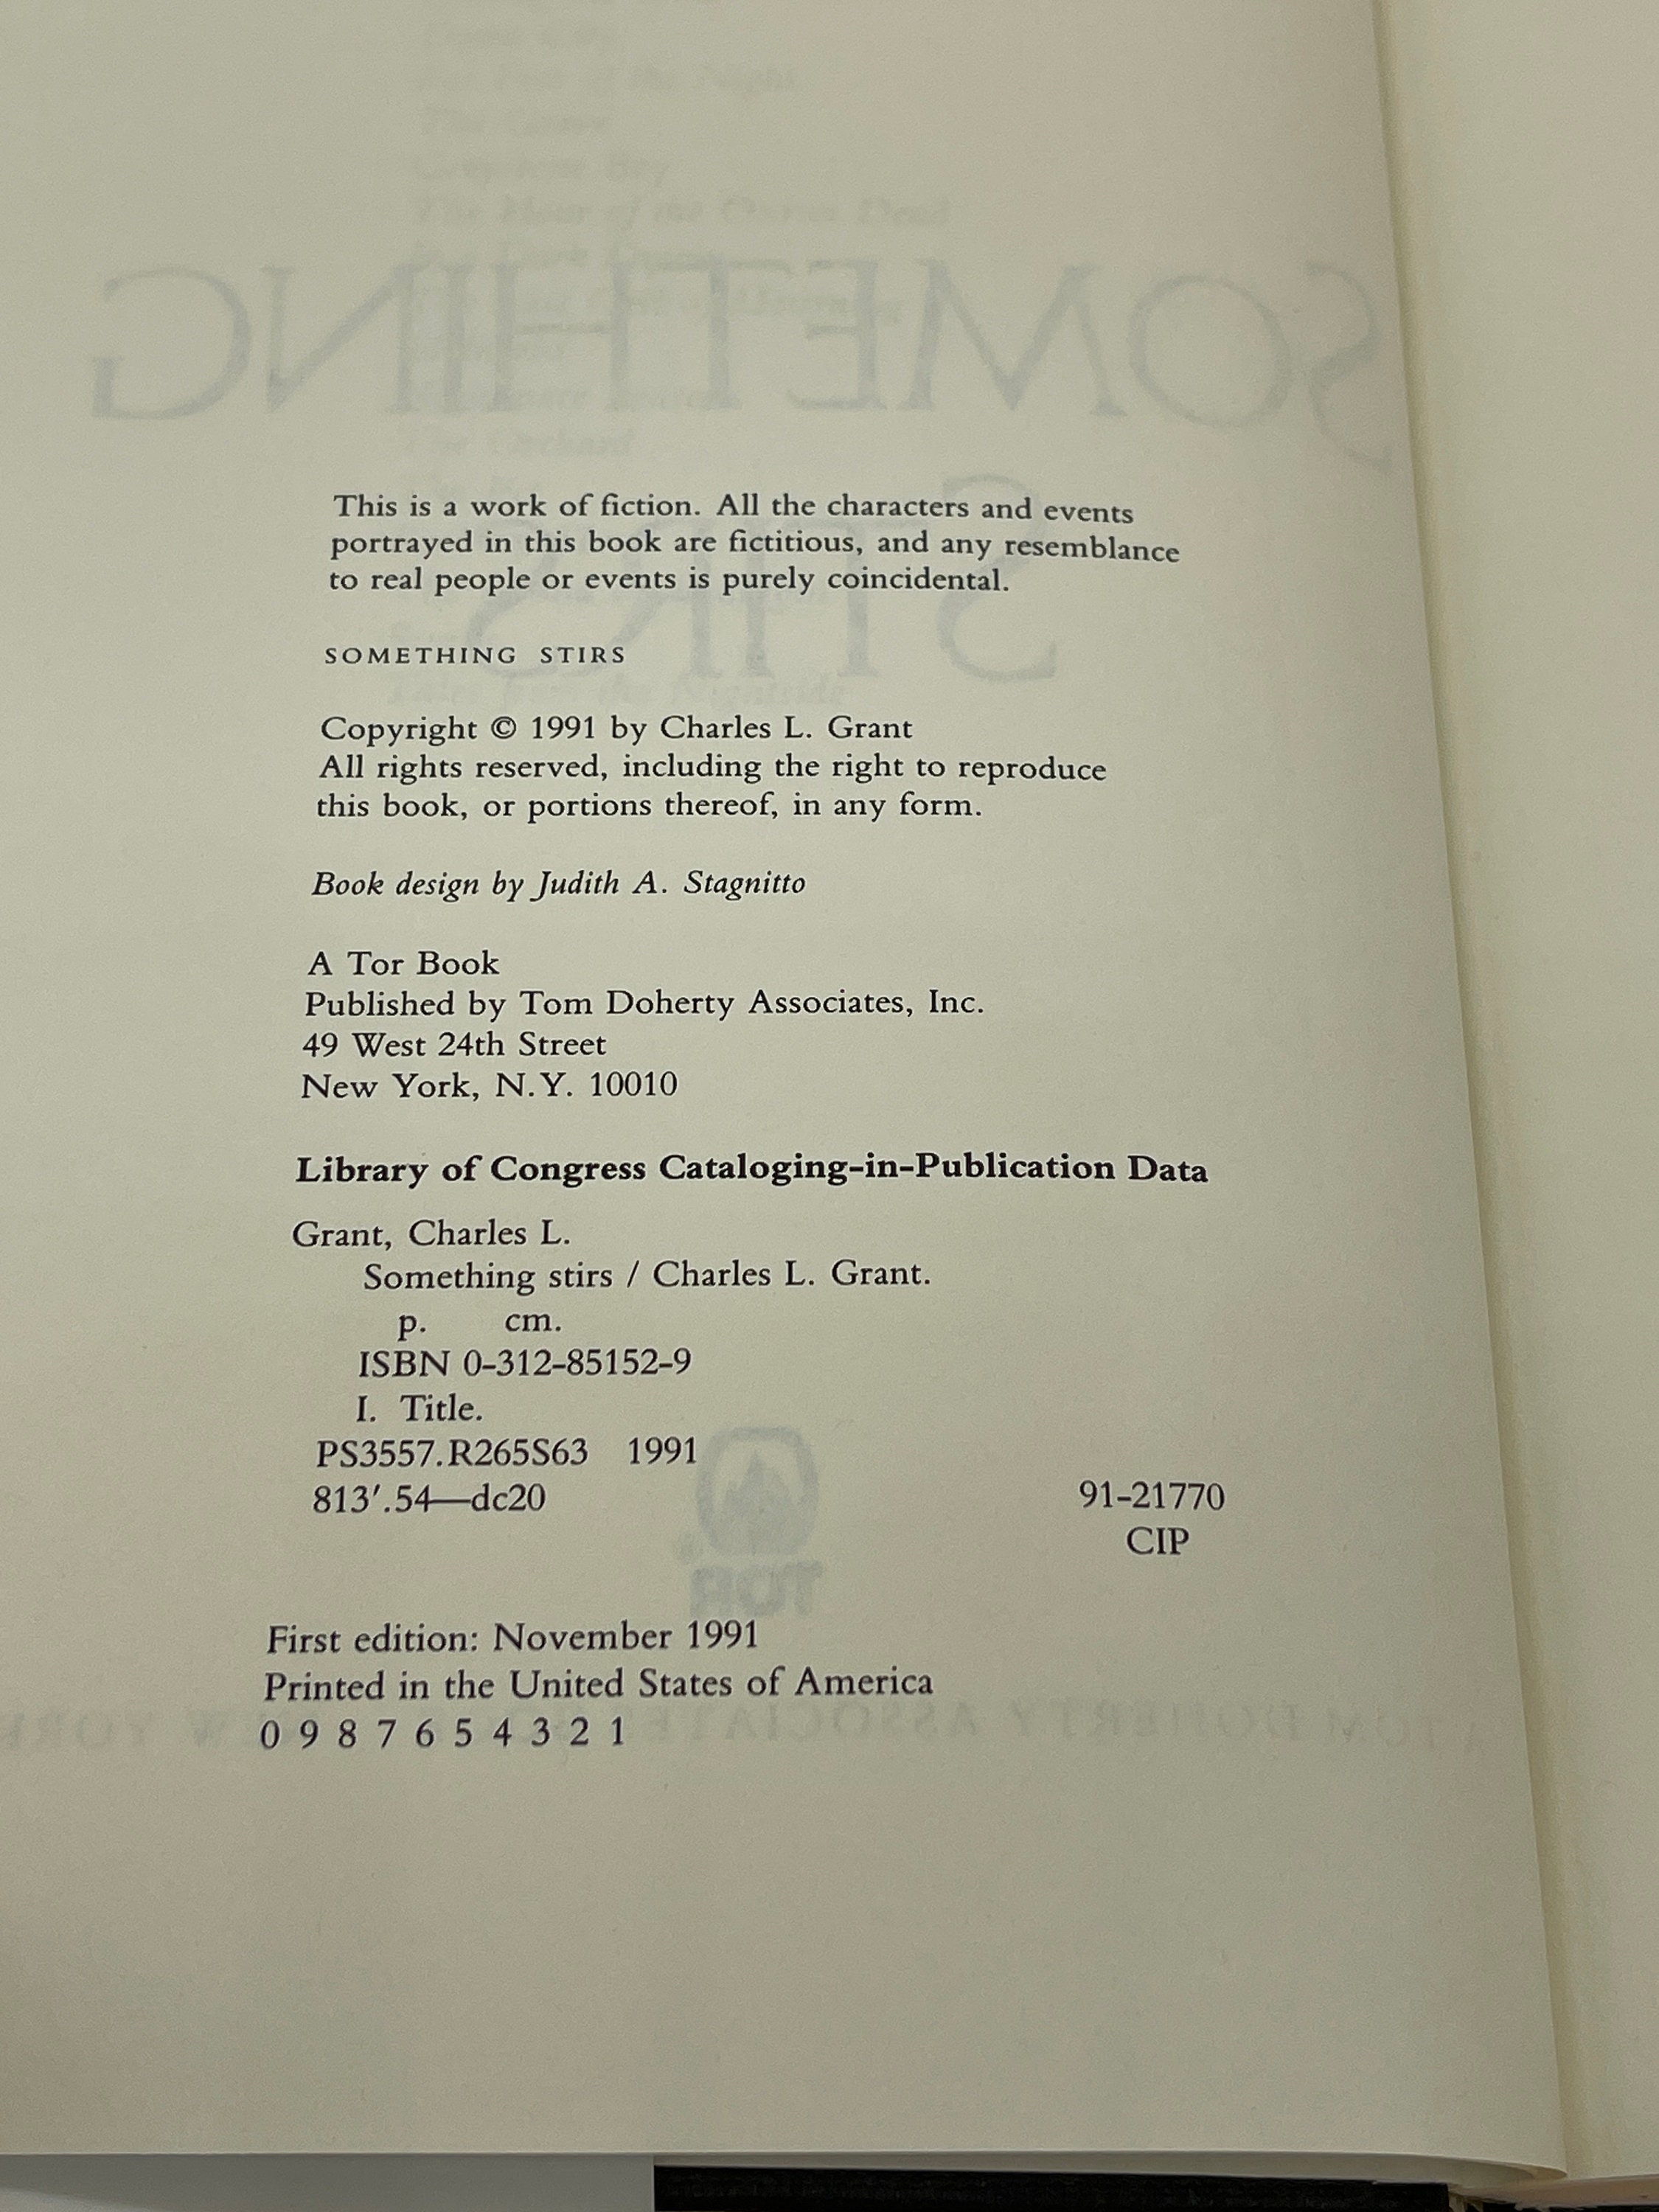 SOMETHING
STIRS
This is a work of fiction. All the characters and events
portrayed in this book are fictitious, and any resemblance
to real people or events is purely coincidental.
SOMETHING STIRS
Copyright © 1991 by Charles L. Grant
All rights reserved, including the right to reproduce
this book, or portions thereof, in any form.
Book design by Judith A. Stagnitto
A Tor Book
Published by Tom Doherty Associates, Inc.
49 West 24th Street
New York, N.Y. 10010
Library of Congress Cataloging-in-Publication Data
Grant, Charles L.
Something stirs / Charles L. Grant.
p. cm.
ISBN 0-312-85152-9
I. Title.
PS3557.R265S63 1991
813'.54—dc20 91-21770
CIP
TOR
First edition: November 1991
Printed in the United States of America
0 9 8 7 6 5 4 3 2 1